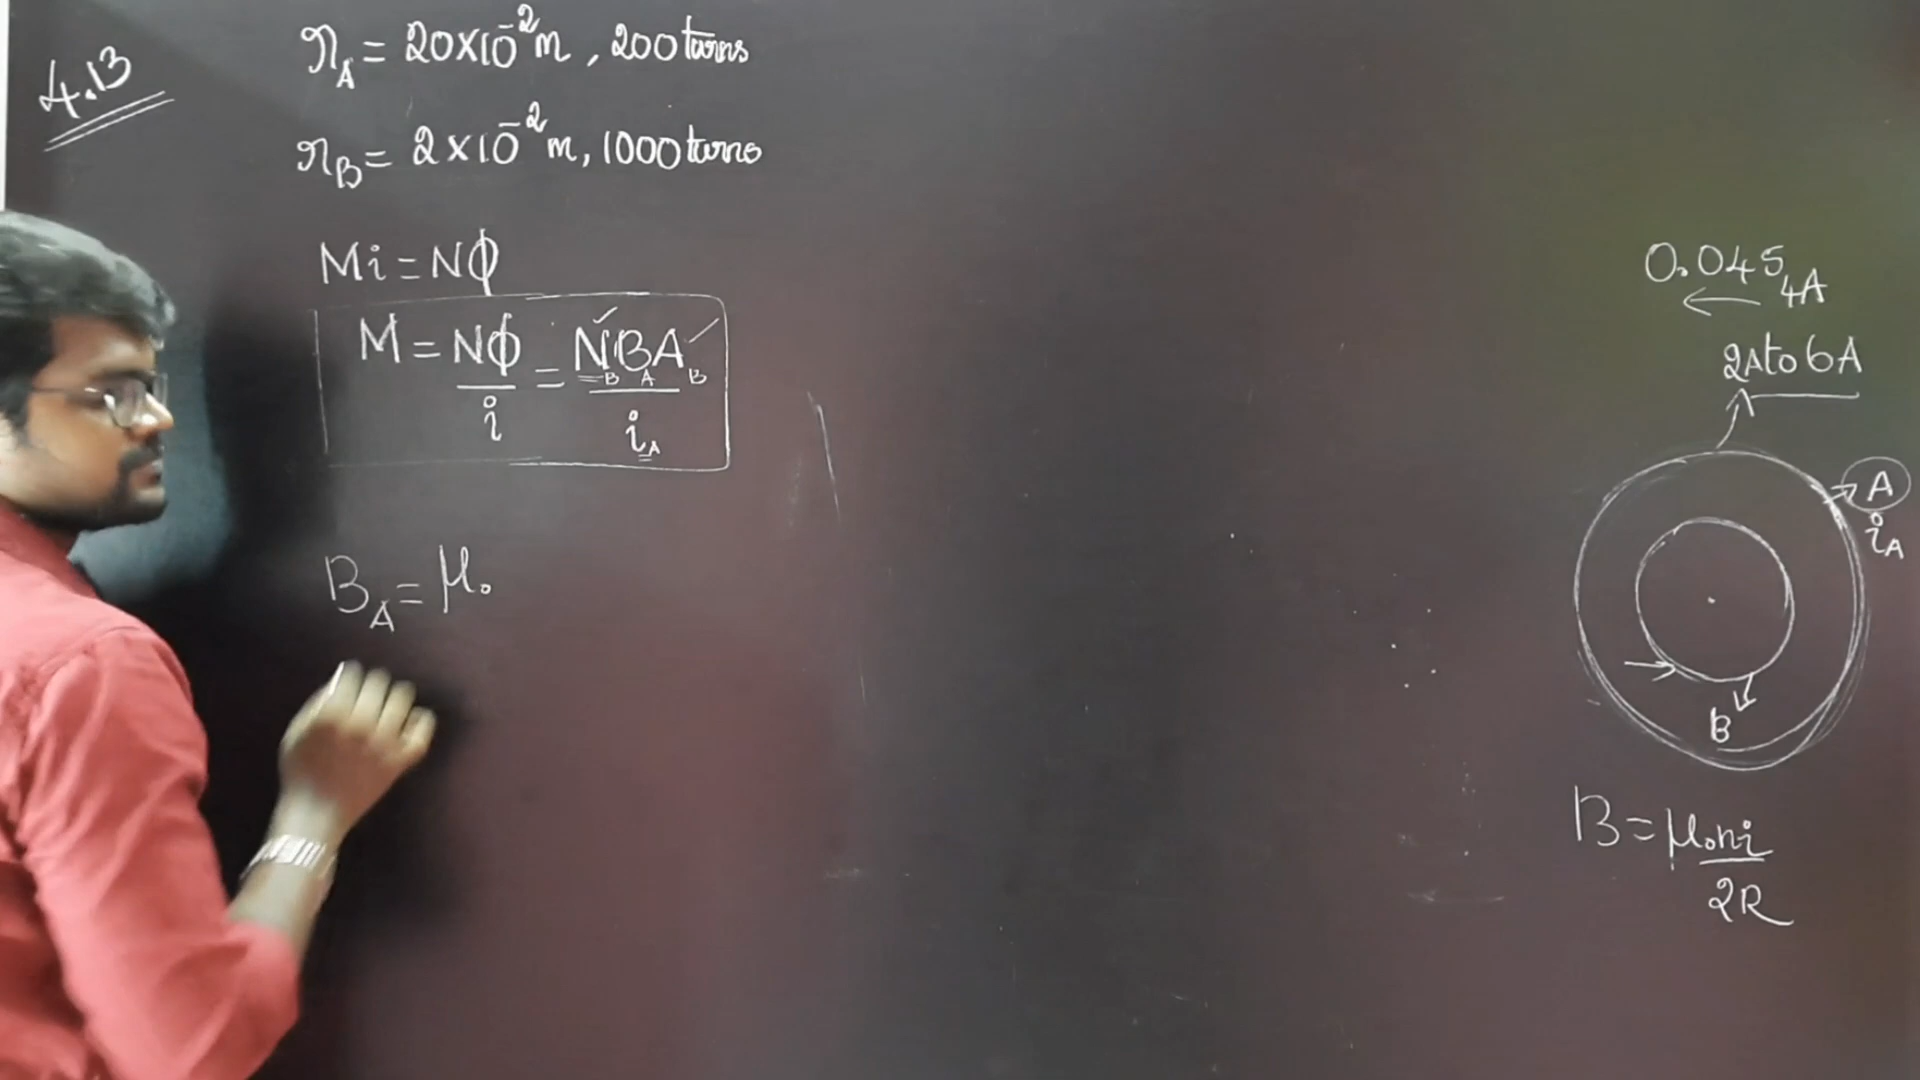 4.13
r_A = 20×10⁻²m, 200 turns
r_B = 2×10⁻²m, 1000 turns
Mi = Nϕ
M = Nϕ/i = N_B B_A A_B / i_A
B_A = μ₀
0.04s
4A
2A to 6A
A
i_A
B
B = μ₀ni/2R